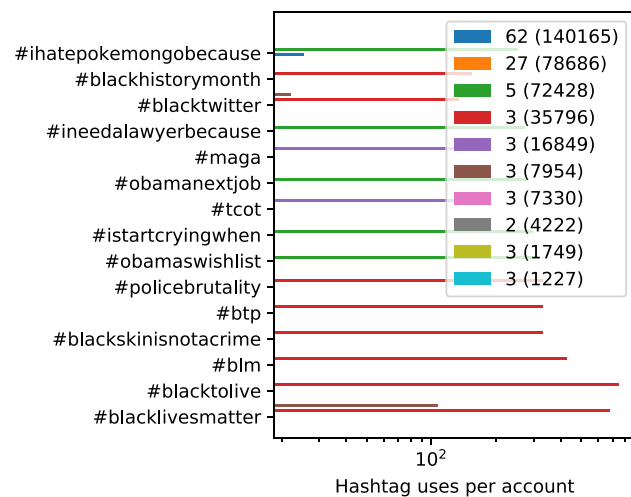 #ihatepokemongobecause
#blackhistorymonth
#blacktwitter
#ineedalawyerbecause
#maga
#obamanextjob
#tcot
#istartcryingwhen
#obamaswishlist
#policebrutality
#btp
#blackskinisnotacrime
#blm
#blacktolive
#blacklivesmatter
62 (140165)
27 (78686)
5 (72428)
3 (35796)
3 (16849)
3 (7954)
3 (7330)
2 (4222)
3 (1749)
3 (1227)
10²
Hashtag uses per account